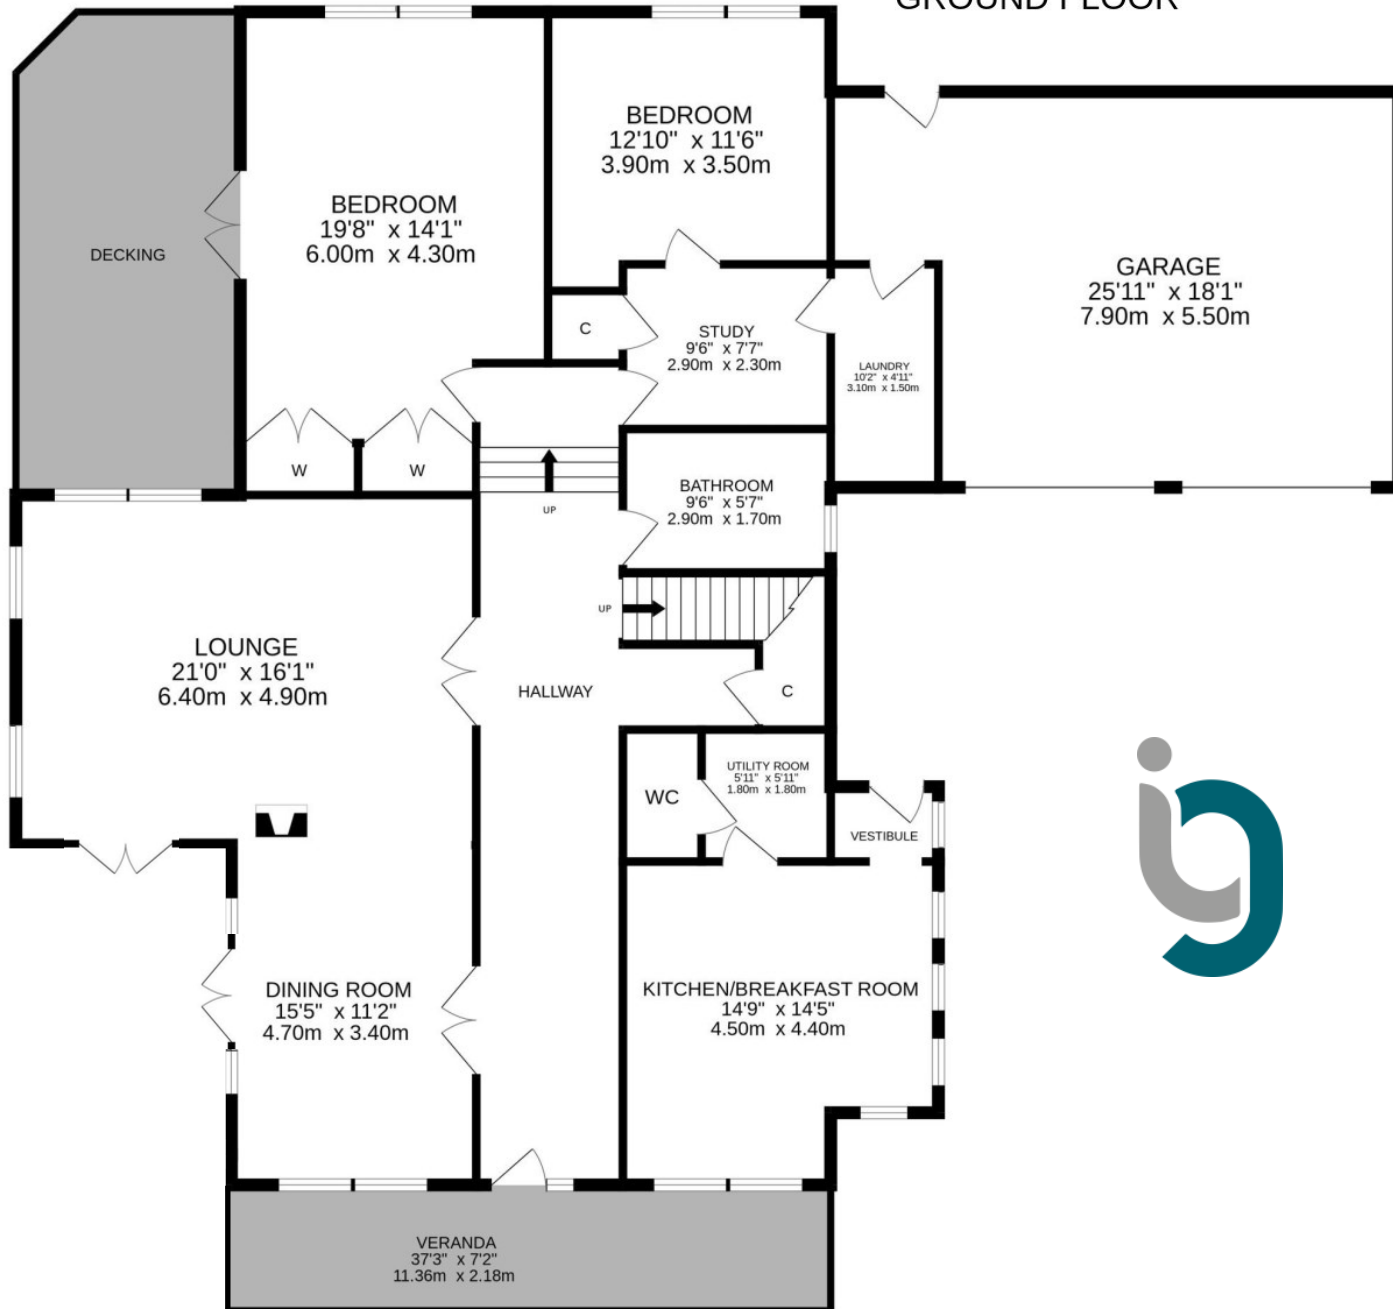 GROUND FLOOR
BEDROOM
12'10" x 11'6"
3.90m x 3.50m
BEDROOM
19'8" x 14'1"
6.00m x 4.30m
DECKING
GARAGE
25'11" x 18'1"
7.90m x 5.50m
C
STUDY
9'6" x 7'7"
2.90m x 2.30m
LAUNDRY
10'2" x 4'11"
3.10m x 1.50m
W
W
BATHROOM
9'6" x 5'7"
2.90m x 1.70m
UP
UP
LOUNGE
21'0" x 16'1"
6.40m x 4.90m
HALLWAY
C
WC
UTILITY ROOM
5'11" x 5'11"
1.80m x 1.80m
VESTIBULE
ig
DINING ROOM
15'5" x 11'2"
4.70m x 3.40m
KITCHEN/BREAKFAST ROOM
14'9" x 14'5"
4.50m x 4.40m
VERANDA
37'3" x 7'2"
11.36m x 2.18m